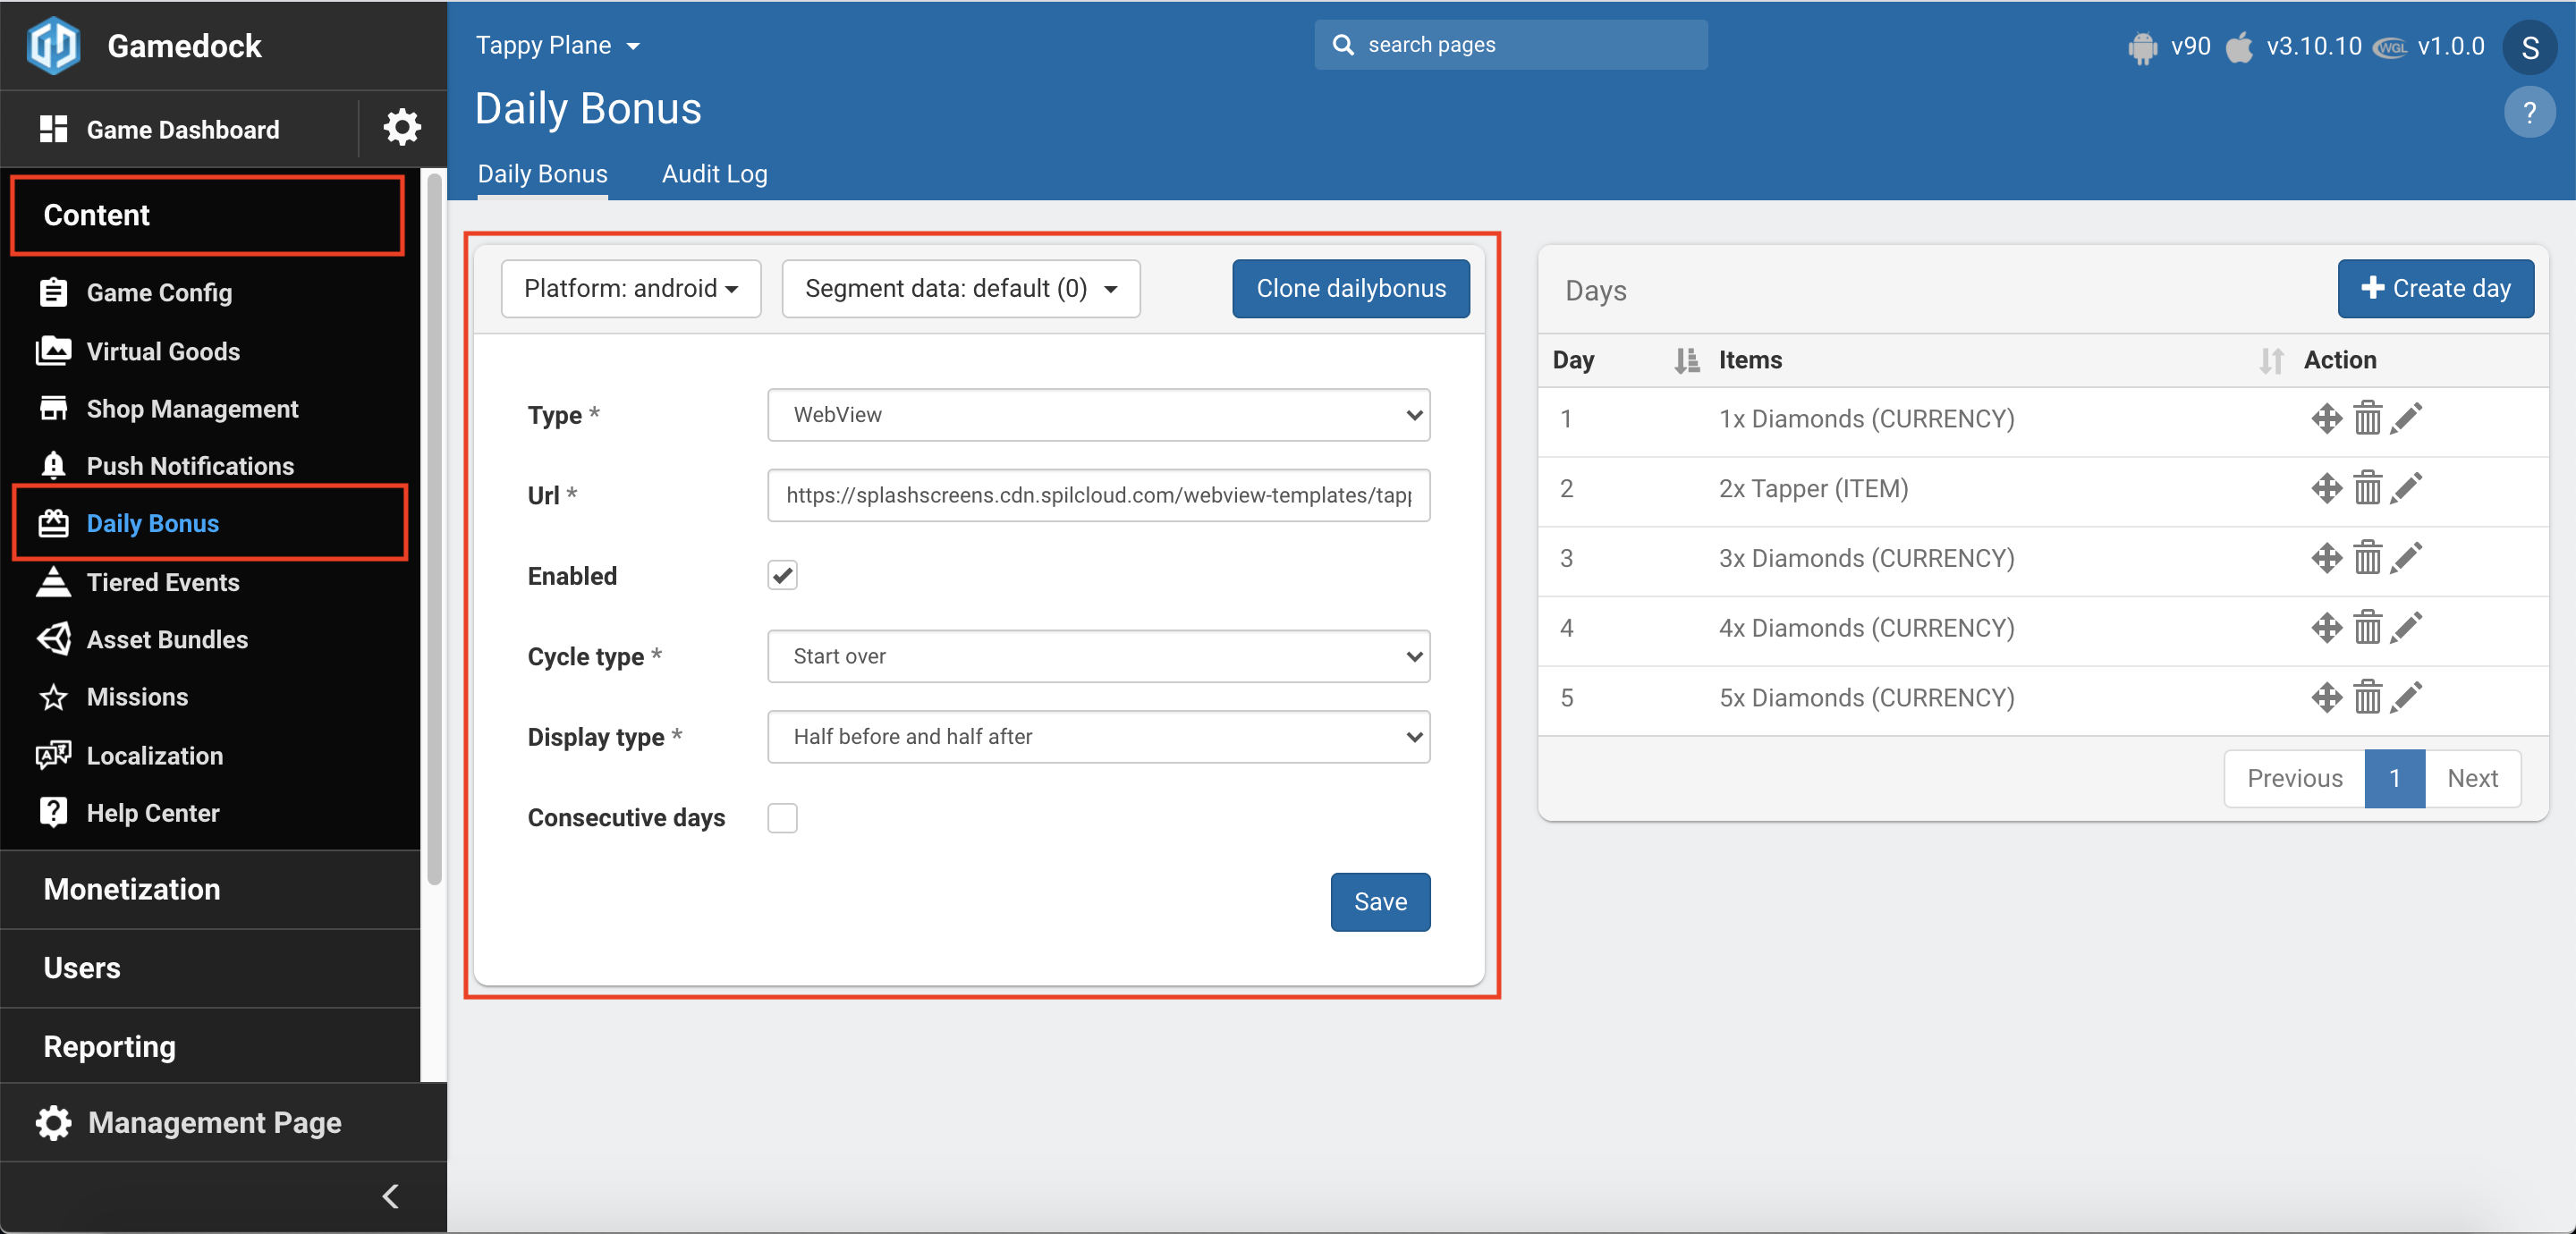 Gamedock
Game Dashboard
Content
Game Config
Virtual Goods
Shop Management
Push Notifications
Daily Bonus
Tiered Events
Asset Bundles
Missions
Localization
Help Center
Monetization
Users
Reporting
Management Page
Tappy Plane
search pages
v90 v3.10.10 WGL v1.0.0 S
Daily Bonus
?
Daily Bonus Audit Log
Platform: android Segment data: default (0) Clone dailybonus
Type * WebView
Url * https://splashscreens.cdn.spilcloud.com/webview-templates/tapp
Enabled
Cycle type * Start over
Display type * Half before and half after
Consecutive days
Save
Days Create day
Day Items Action
1 1x Diamonds (CURRENCY)
2 2x Tapper (ITEM)
3 3x Diamonds (CURRENCY)
4 4x Diamonds (CURRENCY)
5 5x Diamonds (CURRENCY)
Previous 1 Next